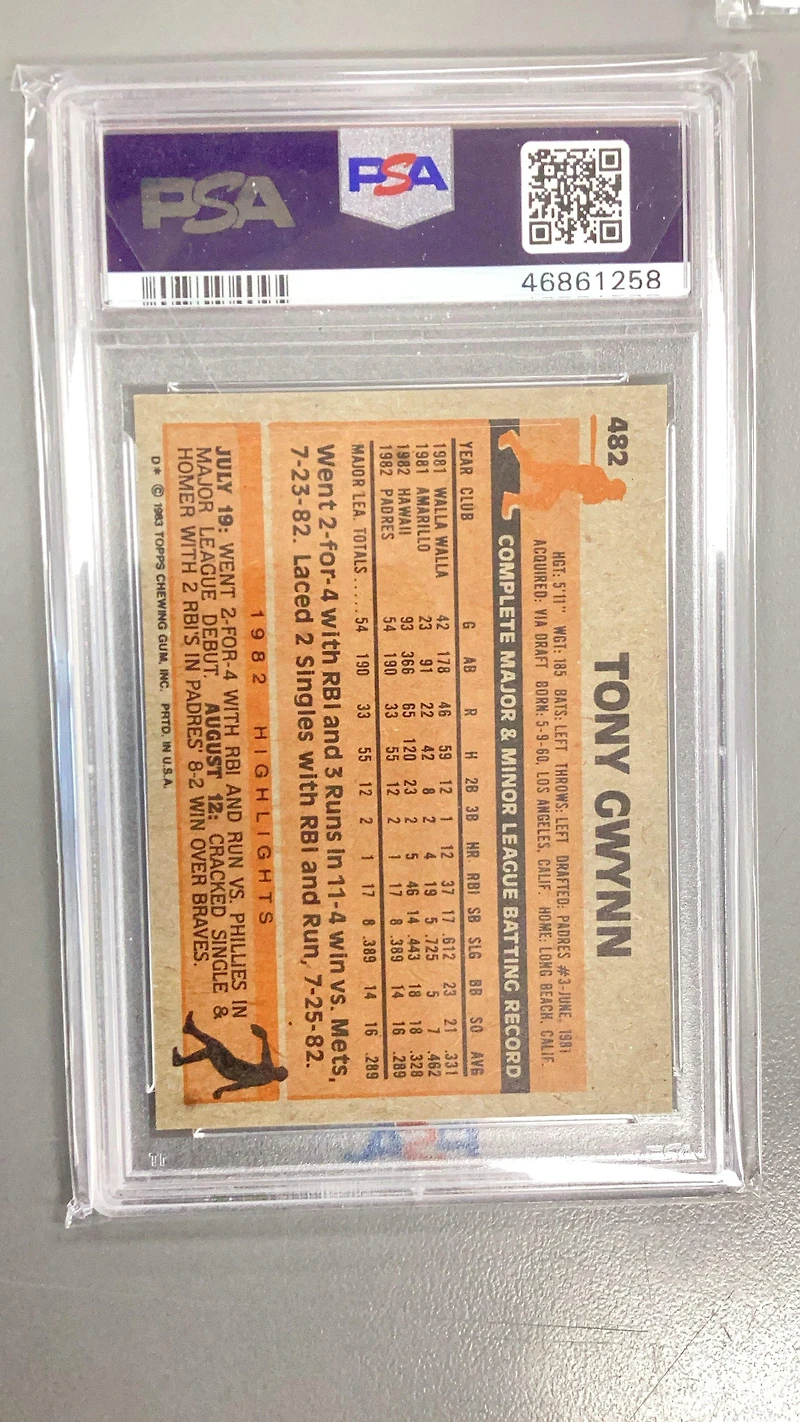 PSA
PSA
46861258
482
TONY GWYNN
HGT: 5'11" WGT: 185 BATS: LEFT THROWS: LEFT DRAFTED: PADRES #3-JUNE, 1981
ACQUIRED: VIA DRAFT BORN: 5-9-60, LOS ANGELES, CALIF. HOME: LONG BEACH, CALIF.
COMPLETE MAJOR & MINOR LEAGUE BATTING RECORD
YEAR CLUB G AB R H 2B 3B HR. RBI SB SLG BB SO AVG
1981 WALLA WALLA 42 178 46 59 12 1 12 37 17 .612 23 21 .331
1981 AMARILLO 23 91 22 42 8 2 4 19 5 .725 5 7 .462
1982 HAWAII 93 366 65 120 23 2 5 46 14 .443 18 18 .328
1982 PADRES 54 190 33 55 12 2 1 17 8 .389 14 16 .289
MAJOR LEA. TOTALS ..... 54 190 33 55 12 2 1 17 8 .389 14 16 .289
Went 2-for-4 with RBI and 3 Runs in 11-4 win vs. Mets,
7-23-82. Laced 2 Singles with RBI and Run, 7-25-82.
1982 HIGHLIGHTS
JULY 19: WENT 2-FOR-4 WITH RBI AND RUN VS. PHILLIES IN
MAJOR LEAGUE DEBUT. AUGUST 12: CRACKED SINGLE &
HOMER WITH 2 RBI'S IN PADRES' 8-2 WIN OVER BRAVES.
D* © 1983 TOPPS CHEWING GUM, INC. PRTD. IN U.S.A.
PSA
PSA